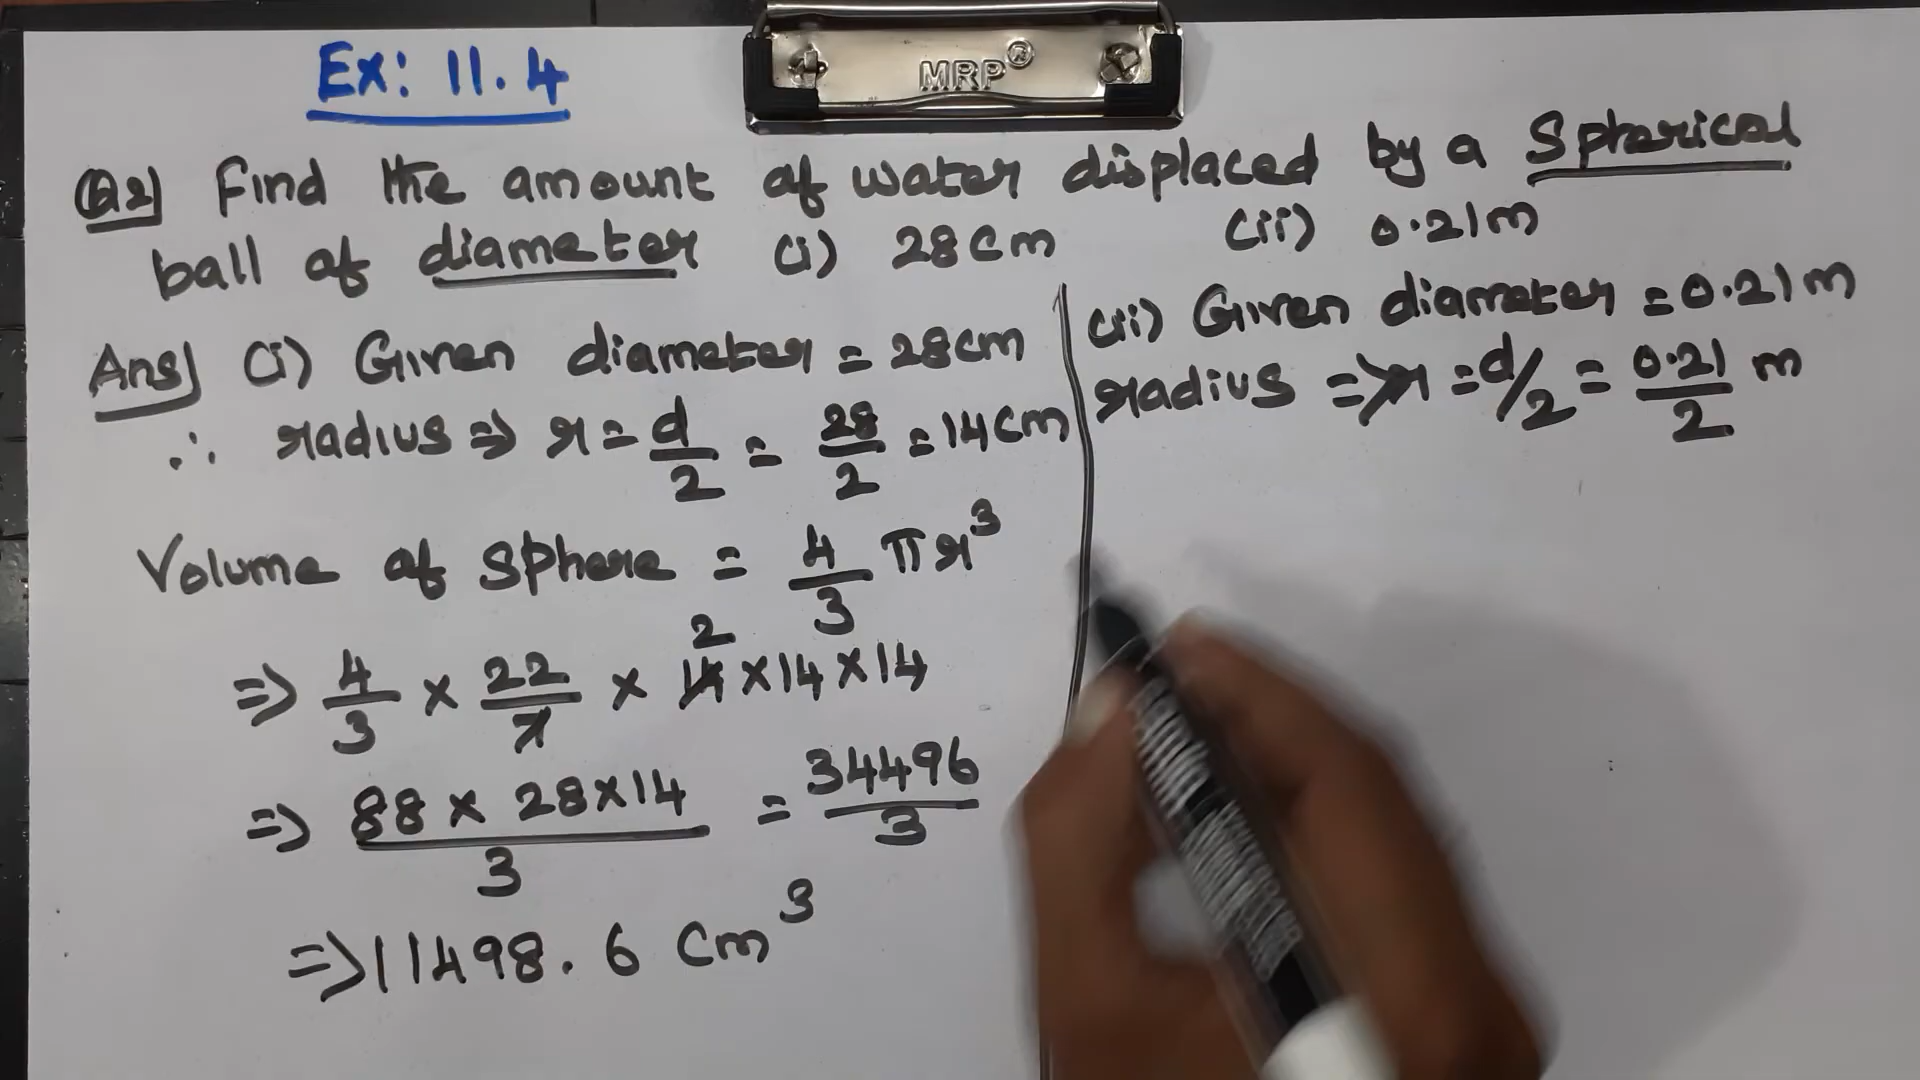 Ex: 11.4
MRP®
Q2) Find the amount of water displaced by a Spherical
ball of diameter (i) 28cm (ii) 0.21m
Ans) (i) Given diameter = 28cm
∴ radius ⇒ r = d/2 = 28/2 = 14cm
Volume of sphere = 4/3 πr³
2
⇒ 4/3 × 22/7 × 14 × 14 × 14
⇒ 88 × 28 × 14 / 3 = 34496/3
⇒ 11498.6 cm³
(ii) Given diameter = 0.21m
radius ⇒ r = d/2 = 0.21/2 m